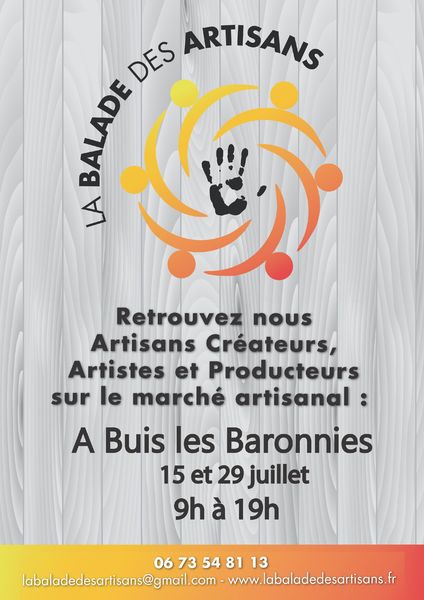 LA BALADE DES ARTISANS
Retrouvez nous
Artisans Créateurs,
Artistes et Producteurs
sur le marché artisanal :
A Buis les Baronnies
15 et 29 juillet
9h à 19h
06 73 54 81 13
labaladedesartisans@gmail.com - www.labaladedesartisans.fr